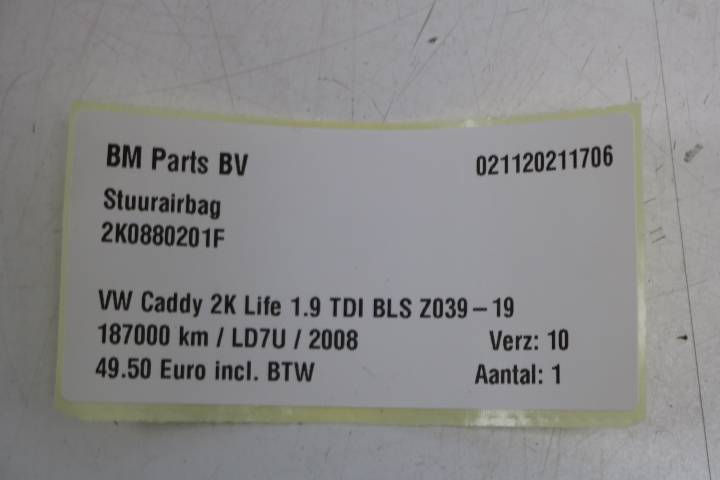 BM Parts BV 021120211706
Stuurairbag
2K0880201F
VW Caddy 2K Life 1.9 TDI BLS Z039-19
187000 km / LD7U / 2008 Verz: 10
49.50 Euro incl. BTW Aantal: 1